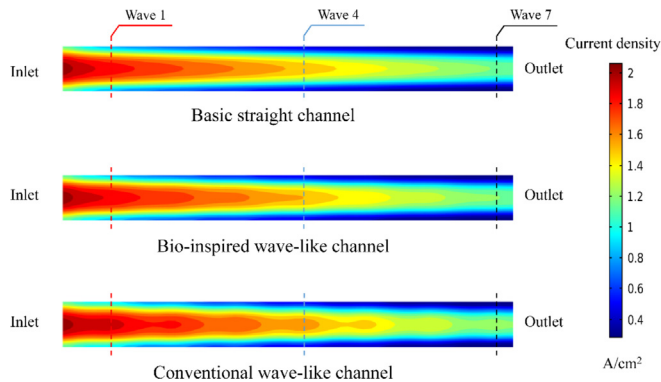 Wave 1
Wave 4
Wave 7
Current density
Inlet
Outlet
Basic straight channel
Inlet
Outlet
Bio-inspired wave-like channel
Inlet
Outlet
Conventional wave-like channel
2
1.8
1.6
1.4
1.2
1
0.8
0.6
0.4
A/cm²